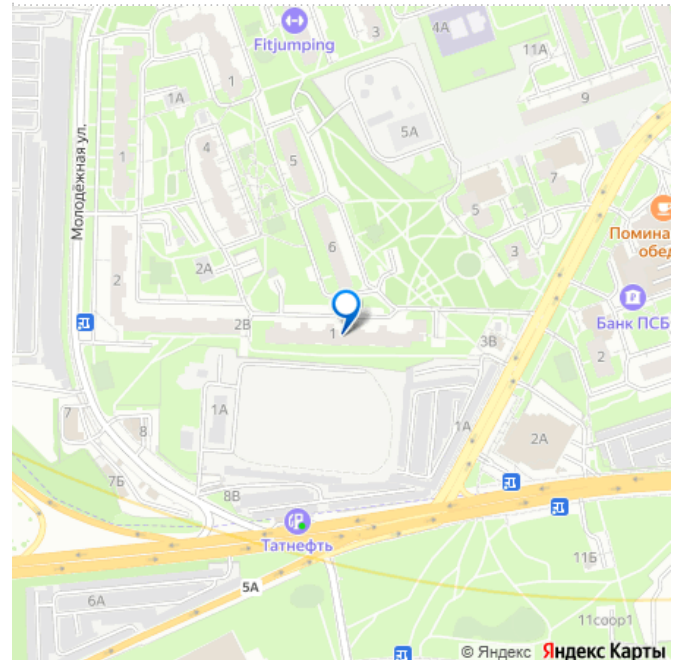 4А
3
Fitjumping
11А
1
1А
9
5А
4
1
5
7
5
Молодёжная ул.
Помина
обед
6
3
2А
2
Банк ПСБ
2В
1
3В
2
1А
7
8
1А
2А
7Б
8В
Татнефть
11Б
5А
6А
11соор1
© Яндекс Яндекс Карты